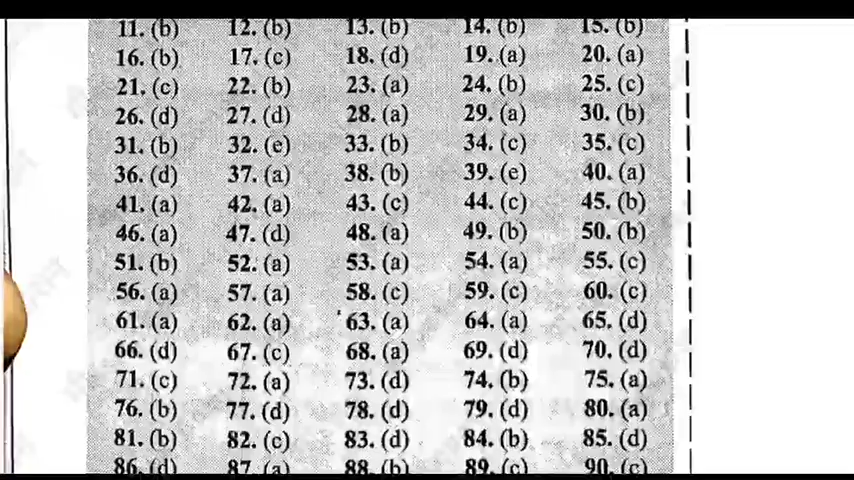 11. (b) 12. (b) 13. (b) 14. (b) 15. (b)
16. (b) 17. (c) 18. (d) 19. (a) 20. (a)
21. (c) 22. (b) 23. (a) 24. (b) 25. (c)
26. (d) 27. (d) 28. (a) 29. (a) 30. (b)
31. (b) 32. (e) 33. (b) 34. (c) 35. (c)
36. (d) 37. (a) 38. (b) 39. (e) 40. (a)
41. (a) 42. (a) 43. (c) 44. (c) 45. (b)
46. (a) 47. (d) 48. (a) 49. (b) 50. (b)
51. (b) 52. (a) 53. (a) 54. (a) 55. (c)
56. (a) 57. (a) 58. (c) 59. (c) 60. (c)
61. (a) 62. (a) 63. (a) 64. (a) 65. (d)
66. (d) 67. (c) 68. (a) 69. (d) 70. (d)
71. (c) 72. (a) 73. (d) 74. (b) 75. (a)
76. (b) 77. (d) 78. (d) 79. (d) 80. (a)
81. (b) 82. (c) 83. (d) 84. (b) 85. (d)
86. (d) 87. (a) 88. (b) 89. (c) 90. (c)